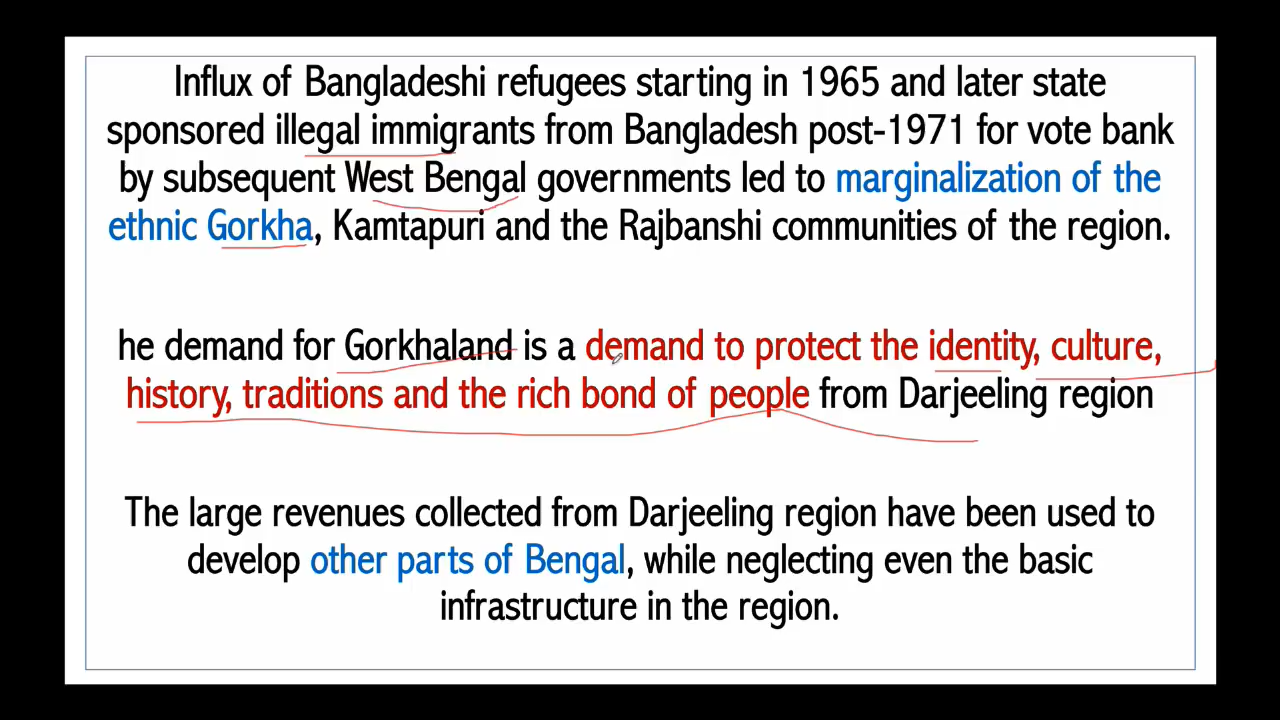 Influx of Bangladeshi refugees starting in 1965 and later state
sponsored illegal immigrants from Bangladesh post-1971 for vote bank
by subsequent West Bengal governments led to marginalization of the
ethnic Gorkha, Kamtapuri and the Rajbanshi communities of the region.
he demand for Gorkhaland is a demand to protect the identity, culture,
history, traditions and the rich bond of people from Darjeeling region
The large revenues collected from Darjeeling region have been used to
develop other parts of Bengal, while neglecting even the basic
infrastructure in the region.